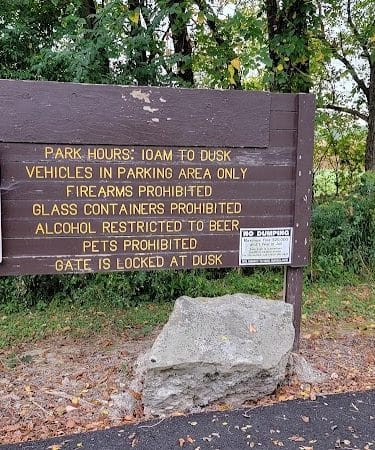 PARK HOURS: 10AM TO DUSK
VEHICLES IN PARKING AREA ONLY
FIREARMS PROHIBITED
GLASS CONTAINERS PROHIBITED
ALCOHOL RESTRICTED TO BEER
PETS PROHIBITED
GATE IS LOCKED AT DUSK
NO DUMPING